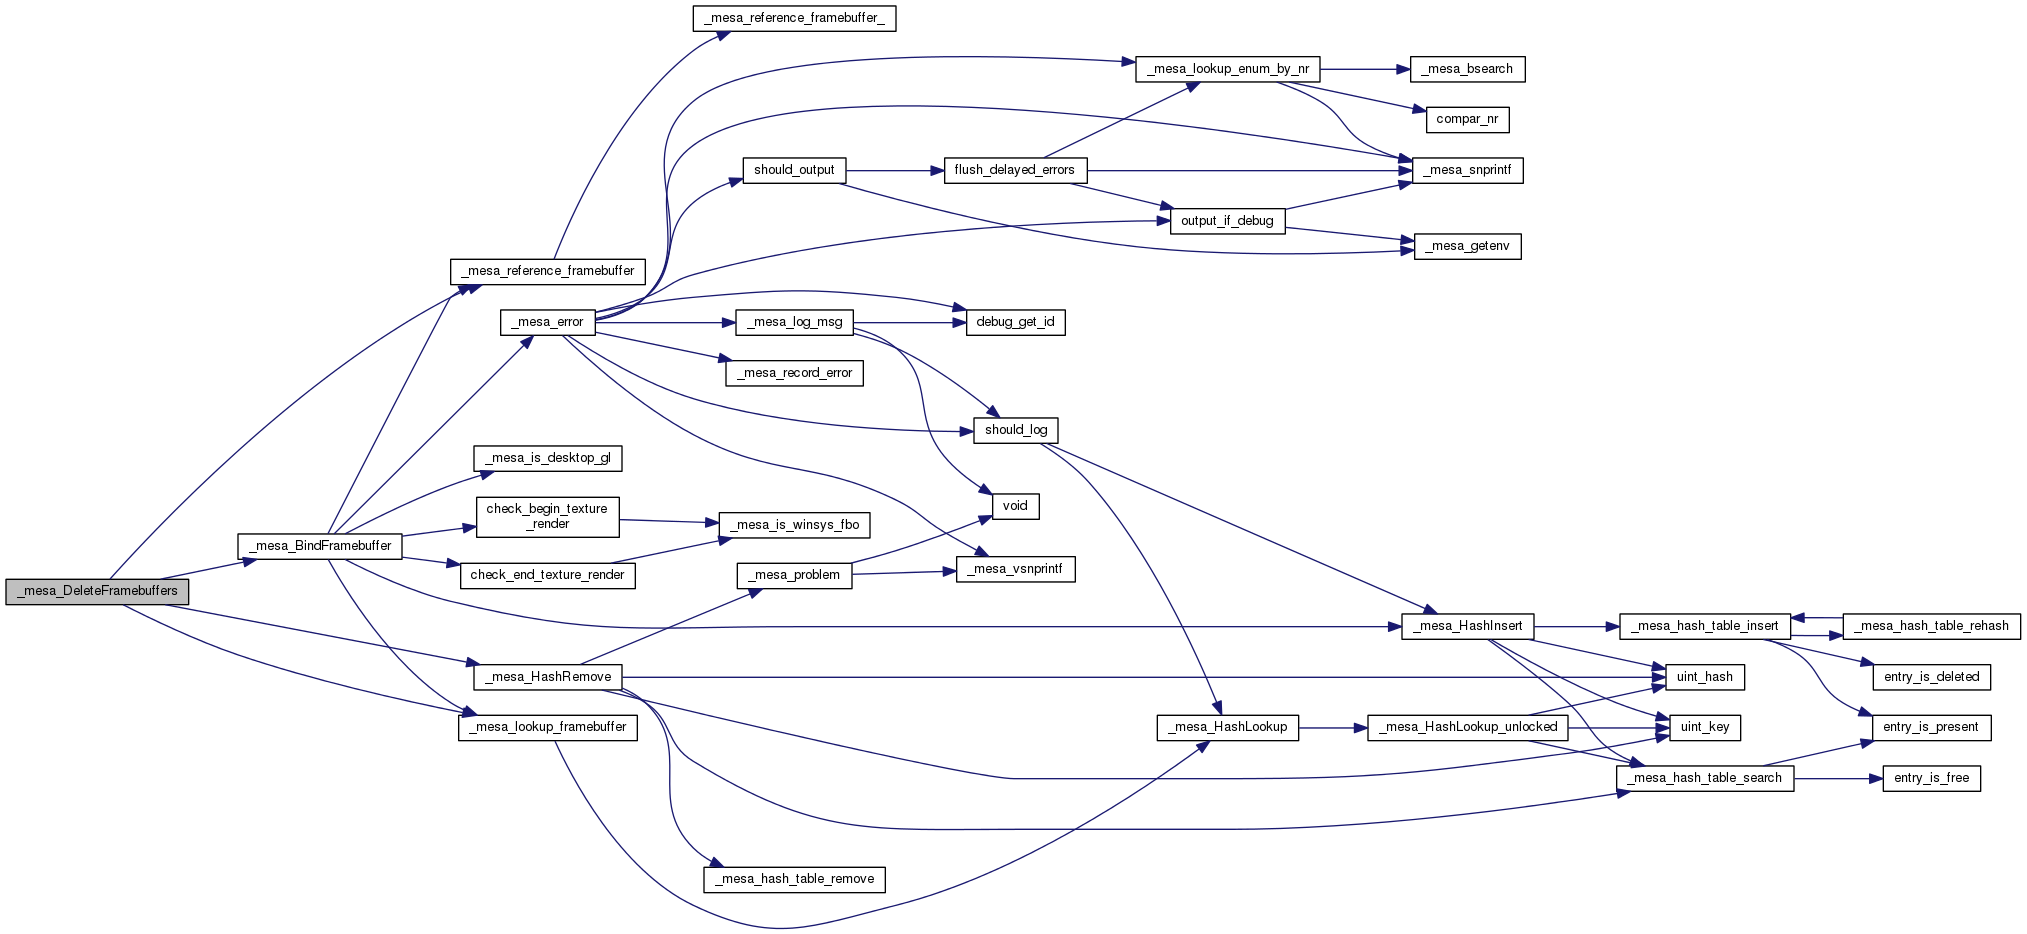 _mesa_reference_framebuffer_
_mesa_lookup_enum_by_nr
_mesa_bsearch
compar_nr
should_output
flush_delayed_errors
_mesa_snprintf
output_if_debug
_mesa_getenv
_mesa_reference_framebuffer
_mesa_error
_mesa_log_msg
debug_get_id
_mesa_record_error
should_log
_mesa_is_desktop_gl
check_begin_texture
_render
_mesa_is_winsys_fbo
void
_mesa_BindFramebuffer
check_end_texture_render
_mesa_problem
_mesa_vsnprintf
_mesa_DeleteFramebuffers
_mesa_HashInsert
_mesa_hash_table_insert
_mesa_hash_table_rehash
_mesa_HashRemove
uint_hash
entry_is_deleted
_mesa_lookup_framebuffer
_mesa_HashLookup
_mesa_HashLookup_unlocked
uint_key
entry_is_present
_mesa_hash_table_search
entry_is_free
_mesa_hash_table_remove